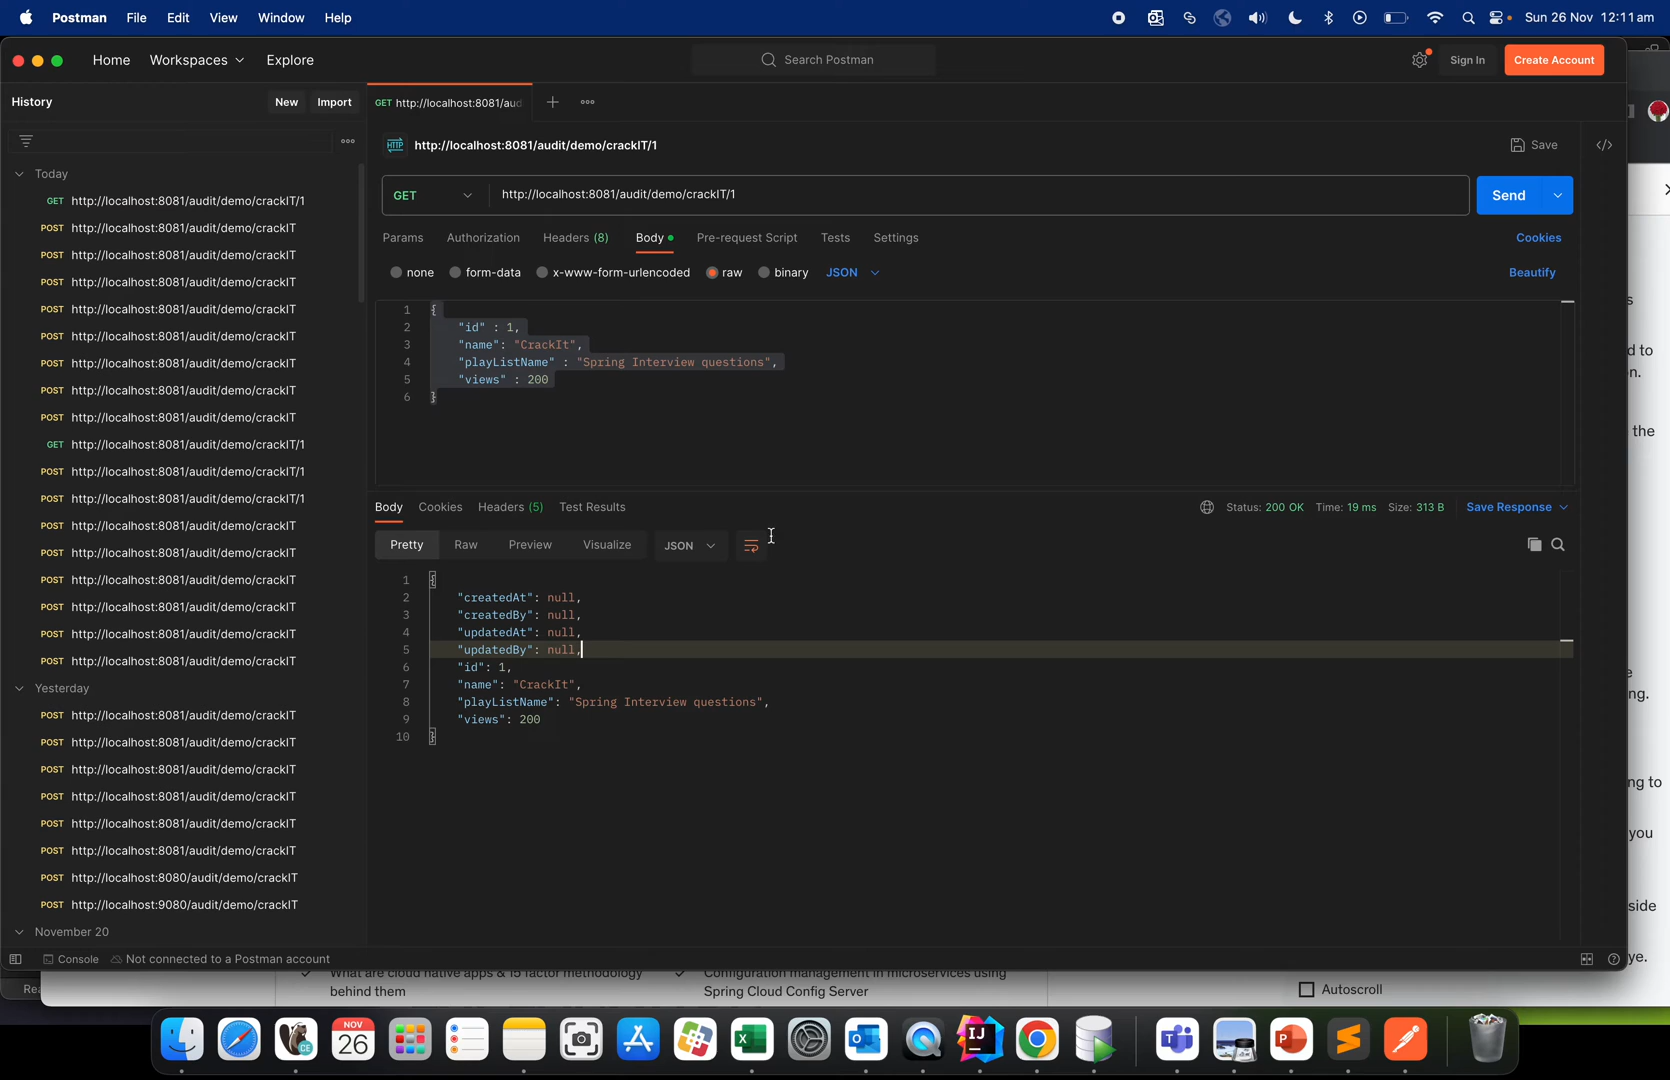 Postman File Edit View Window Help Sun 26 Nov 12:11am
Home Workspaces Explore Search Postman Sign In Create Account
History New Import
GET http://localhost:8081/aud
http://localhost:8081/audit/demo/crackIT/1 Save </>
Today
GET http://localhost:8081/audit/demo/crackIT/1
POST http://localhost:8081/audit/demo/crackIT
POST http://localhost:8081/audit/demo/crackIT
POST http://localhost:8081/audit/demo/crackIT
POST http://localhost:8081/audit/demo/crackIT
POST http://localhost:8081/audit/demo/crackIT
POST http://localhost:8081/audit/demo/crackIT
POST http://localhost:8081/audit/demo/crackIT
POST http://localhost:8081/audit/demo/crackIT
GET http://localhost:8081/audit/demo/crackIT/1
POST http://localhost:8081/audit/demo/crackIT/1
POST http://localhost:8081/audit/demo/crackIT/1
POST http://localhost:8081/audit/demo/crackIT
POST http://localhost:8081/audit/demo/crackIT
POST http://localhost:8081/audit/demo/crackIT
POST http://localhost:8081/audit/demo/crackIT
POST http://localhost:8081/audit/demo/crackIT
POST http://localhost:8081/audit/demo/crackIT
Yesterday
POST http://localhost:8081/audit/demo/crackIT
POST http://localhost:8081/audit/demo/crackIT
POST http://localhost:8081/audit/demo/crackIT
POST http://localhost:8081/audit/demo/crackIT
POST http://localhost:8081/audit/demo/crackIT
POST http://localhost:8081/audit/demo/crackIT
POST http://localhost:8080/audit/demo/crackIT
POST http://localhost:9080/audit/demo/crackIT
November 20
GET http://localhost:8081/audit/demo/crackIT/1 Send
Params Authorization Headers (8) Body Pre-request Script Tests Settings Cookies
none form-data x-www-form-urlencoded raw binary JSON Beautify
1 {
2 "id" : 1,
3 "name": "CrackIt",
4 "playListName" : "Spring Interview questions",
5 "views" : 200
6 }
Body Cookies Headers (5) Test Results Status: 200 OK Time: 19 ms Size: 313 B Save Response
Pretty Raw Preview Visualize JSON
1 {
2 "createdAt": null,
3 "createdBy": null,
4 "updatedAt": null,
5 "updatedBy": null,
6 "id": 1,
7 "name": "CrackIt",
8 "playListName": "Spring Interview questions",
9 "views": 200
10 }
Console Not connected to a Postman account
What are cloud native apps & 15 factor methodology
behind them
Configuration management in microservices using
Spring Cloud Config Server
Autoscroll
d to
the
ng.
ng to
you
side
ye.
NOV
26